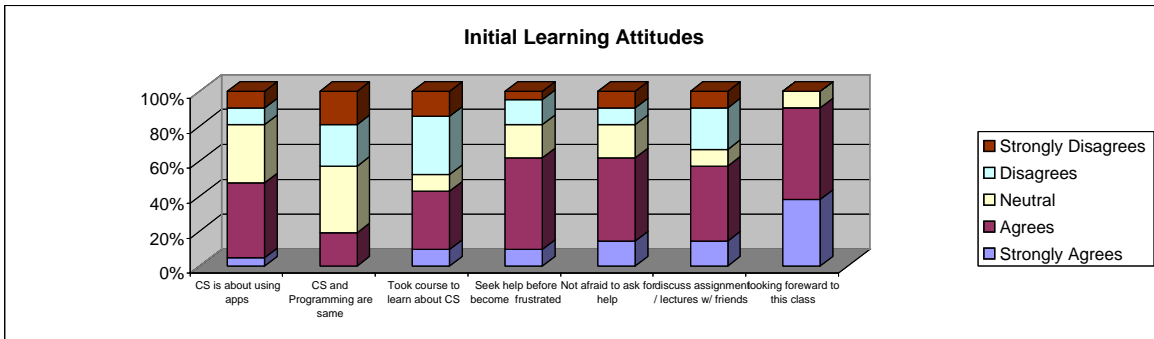 Initial Learning Attitudes
100%
80%
60%
40%
20%
0%
CS is about using
apps
CS and
Programming are
same
Took course to
learn about CS
Seek help before
become frustrated
Not afraid to ask for
help
discuss assignment
/ lectures w/ friends
looking foreward to
this class
Strongly Disagrees
Disagrees
Neutral
Agrees
Strongly Agrees